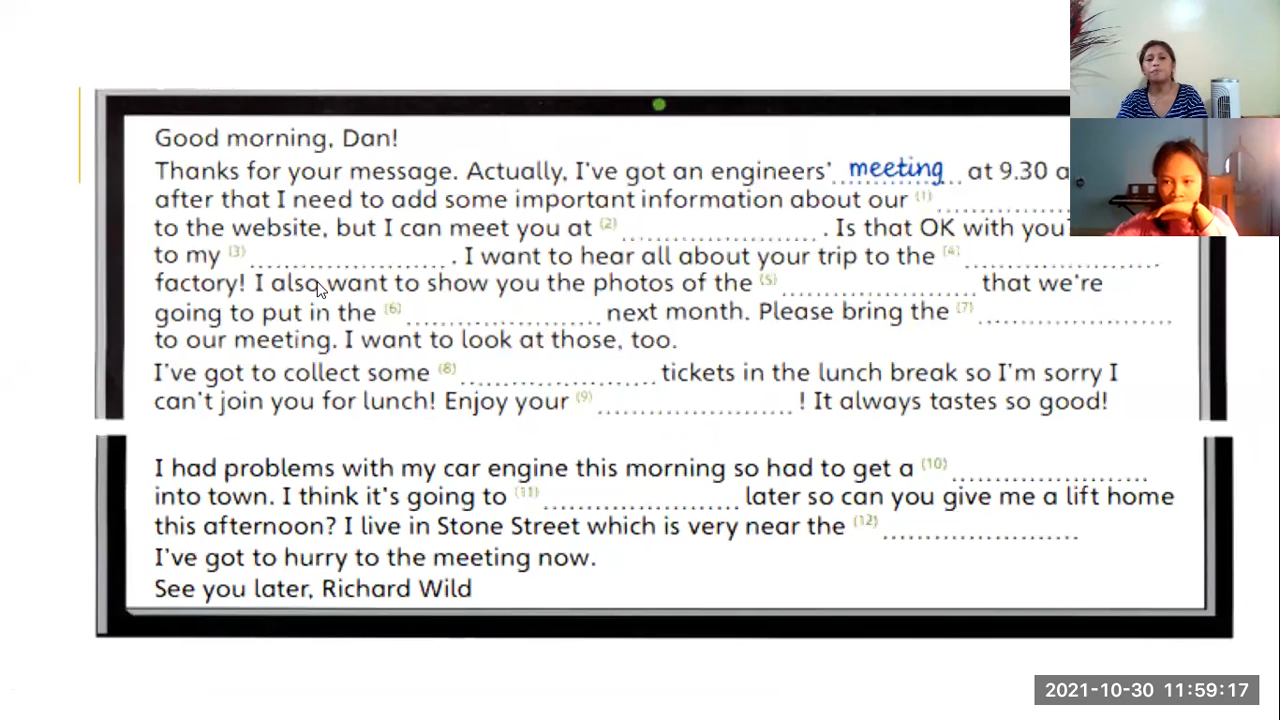 Good morning, Dan!
Thanks for your message. Actually, I've got an engineers' meeting at 9.30 a
after that I need to add some important information about our (1) ....................
to the website, but I can meet you at (2) .................... . Is that OK with you?
to my (3) .................... . I want to hear all about your trip to the (4) ....................
factory! I also want to show you the photos of the (5) .................... that we're
going to put in the (6) .................... next month. Please bring the (7) ....................
to our meeting. I want to look at those, too.
I've got to collect some (8) .................... tickets in the lunch break so I'm sorry I
can't join you for lunch! Enjoy your (9) .................... ! It always tastes so good!
I had problems with my car engine this morning so had to get a (10) ....................
into town. I think it's going to (11) .................... later so can you give me a lift home
this afternoon? I live in Stone Street which is very near the (12) ....................
I've got to hurry to the meeting now.
See you later, Richard Wild
2021-10-30 11:59:17